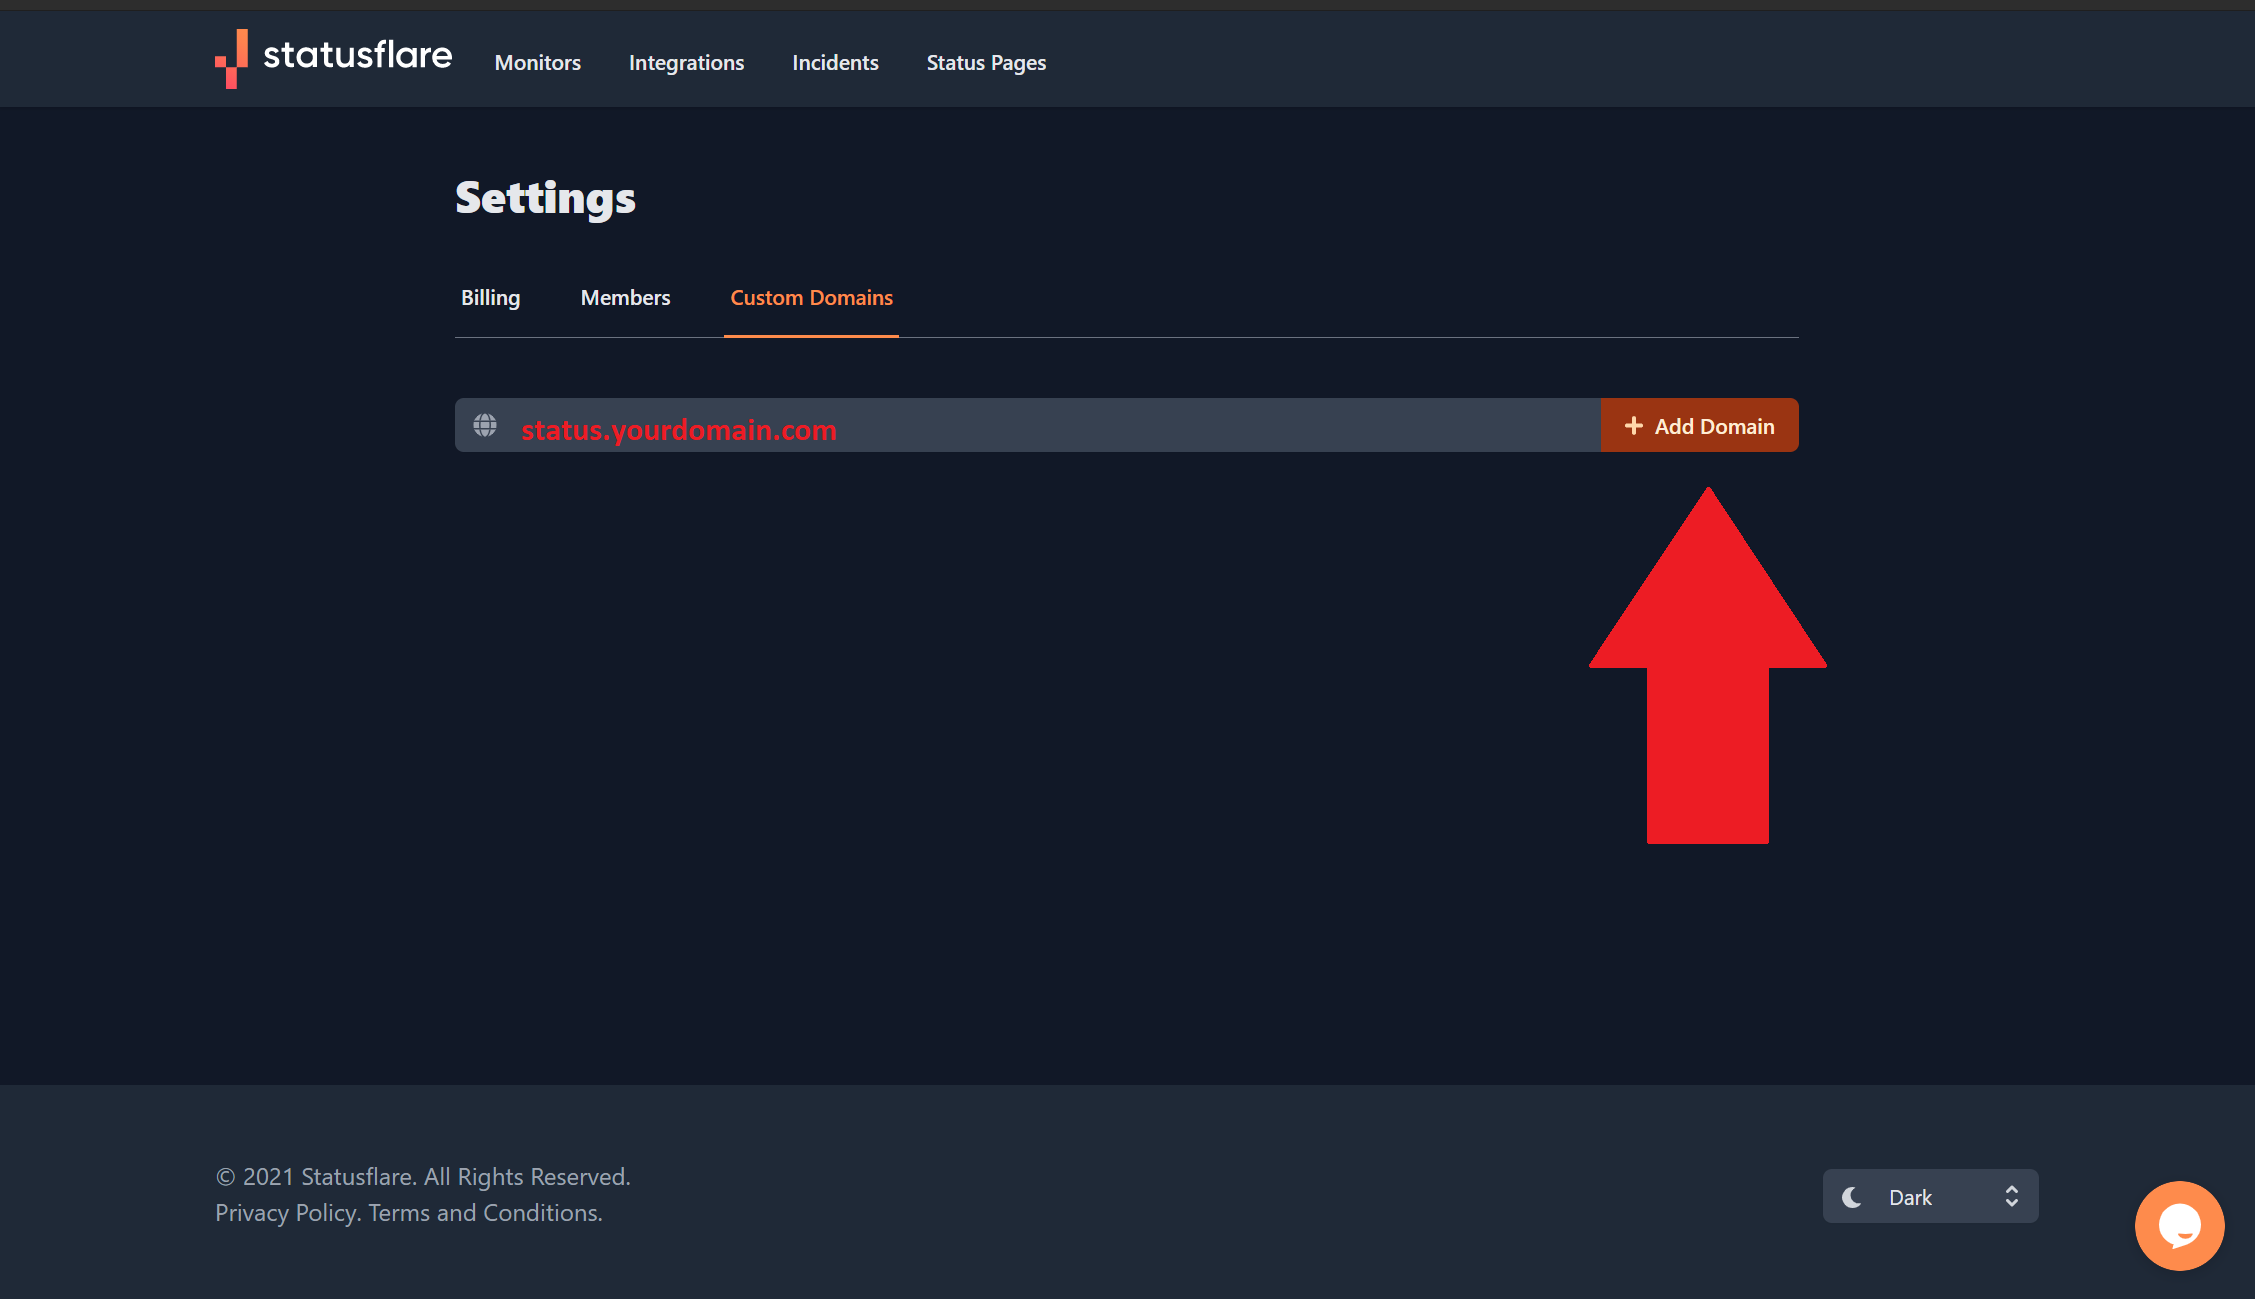 statusflare Monitors Integrations Incidents Status Pages
Settings
Billing Members Custom Domains
status.yourdomain.com + Add Domain
© 2021 Statusflare. All Rights Reserved.
Privacy Policy. Terms and Conditions.
Dark